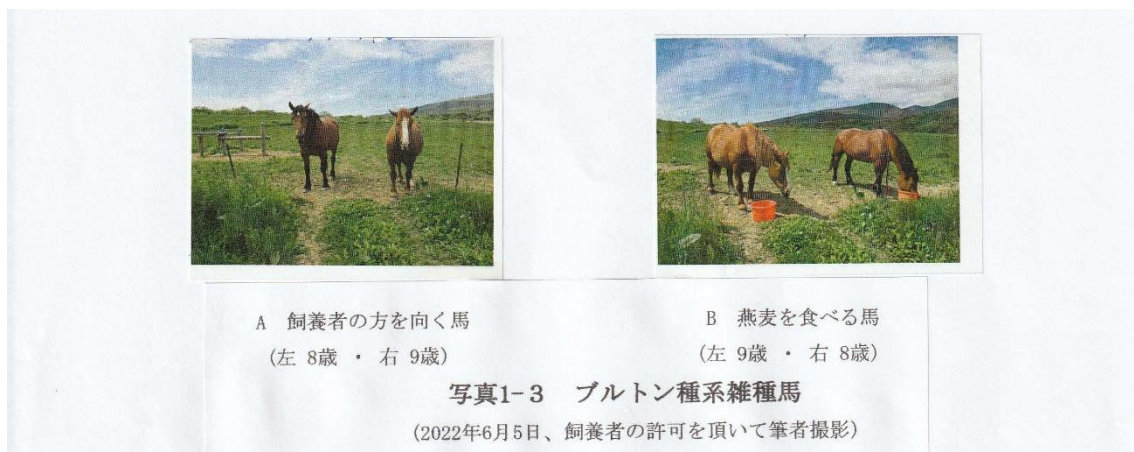 A 飼養者の方を向く馬
(左 8歳 ・ 右 9歳)
B 燕麦を食べる馬
(左 9歳 ・ 右 8歳)
写真1-3 ブルトン種系雑種馬
(2022年6月5日、飼養者の許可を頂いて筆者撮影)